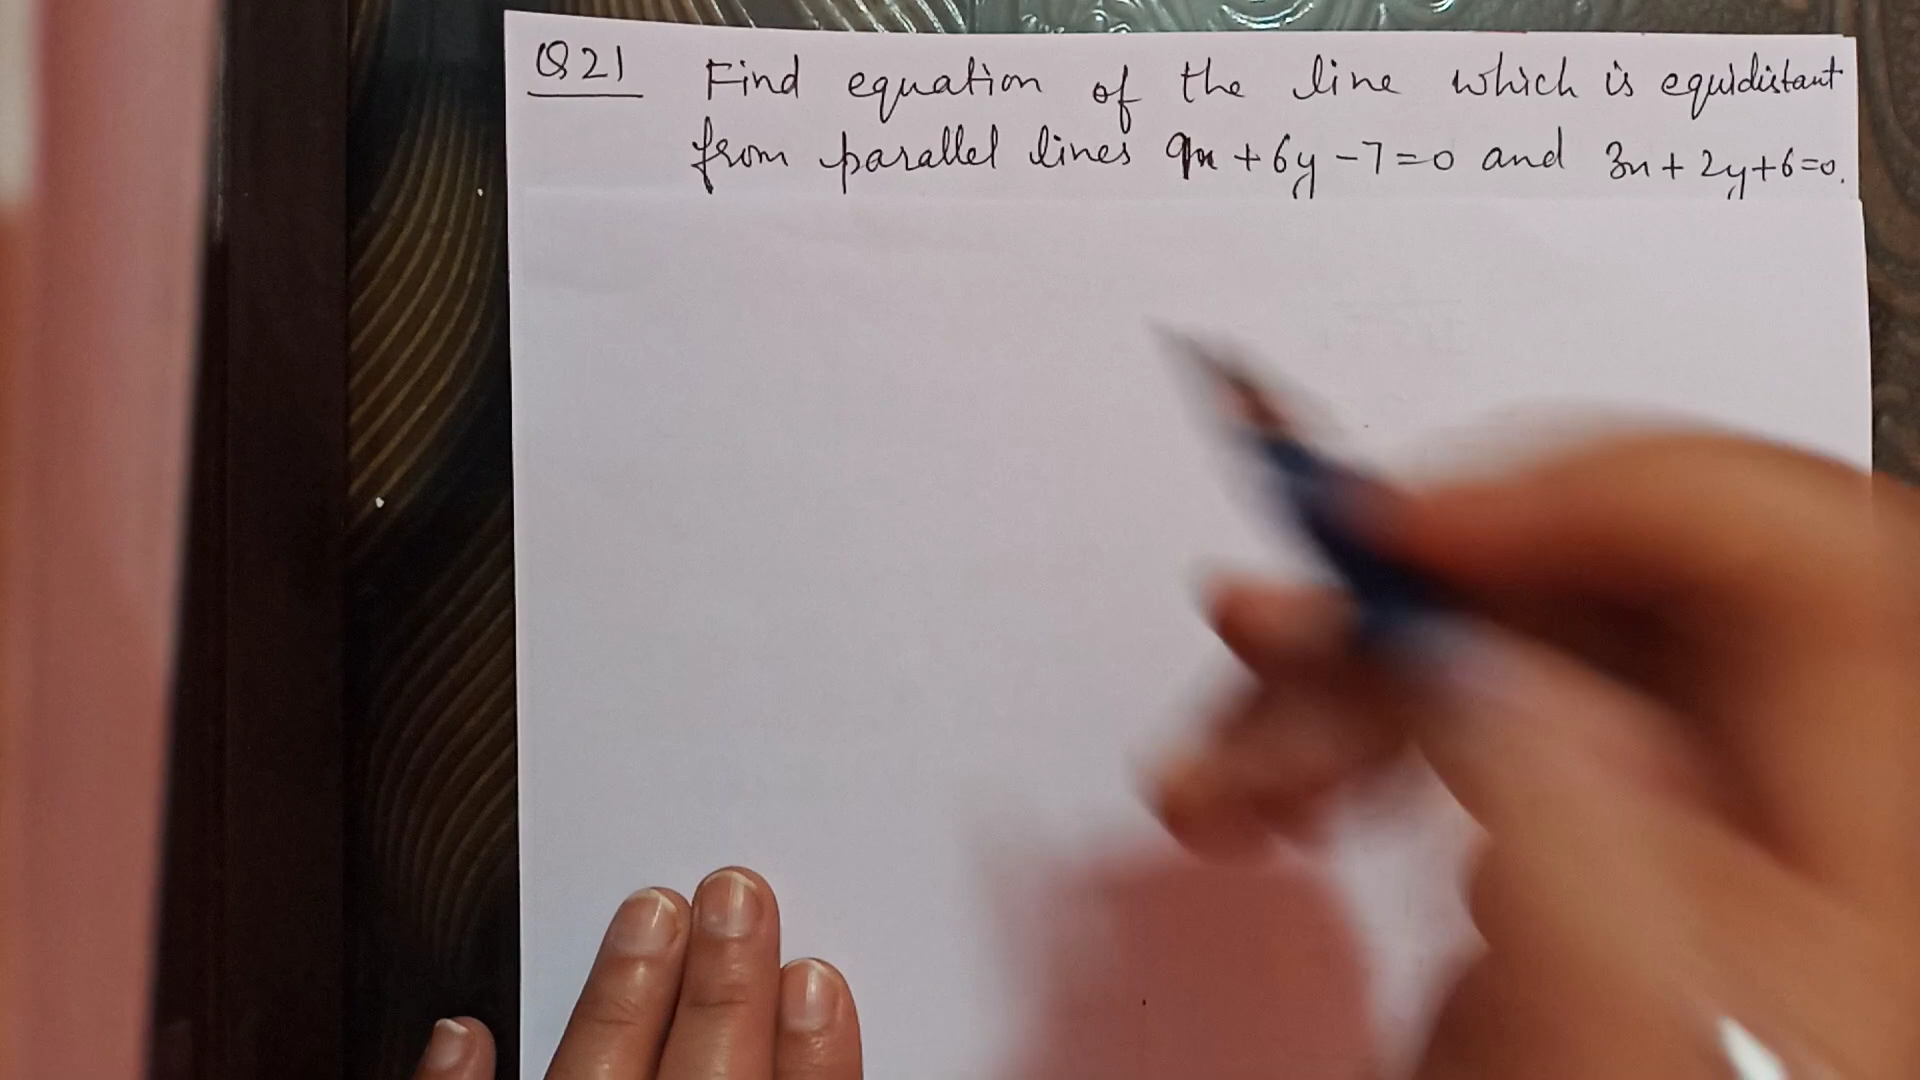 Q21 Find equation of the line which is equidistant
from parallel lines 9x + 6y - 7 = 0 and 3x + 2y + 6 = 0.